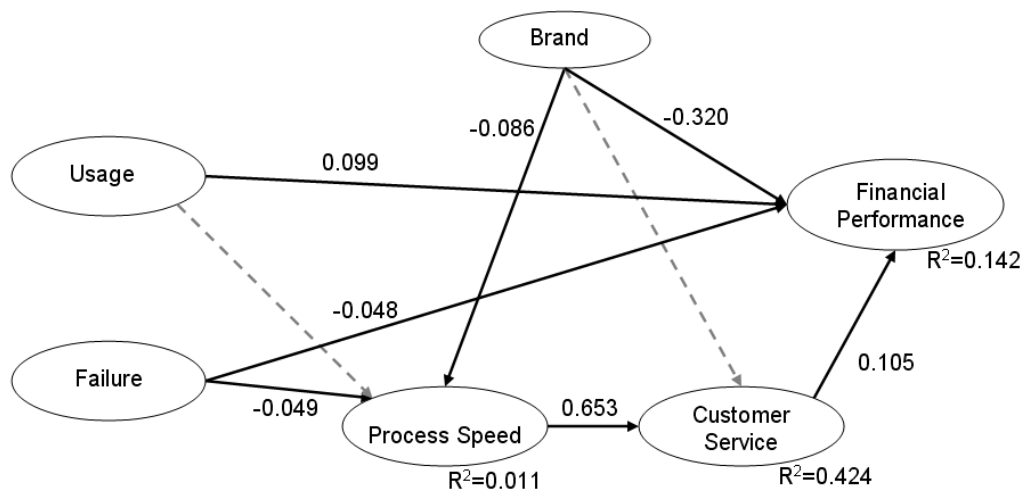 Brand
-0.086
-0.320
Usage
0.099
Financial
Performance
R²=0.142
-0.048
Failure
-0.049
0.105
Process Speed
0.653
Customer
Service
R²=0.011
R²=0.424